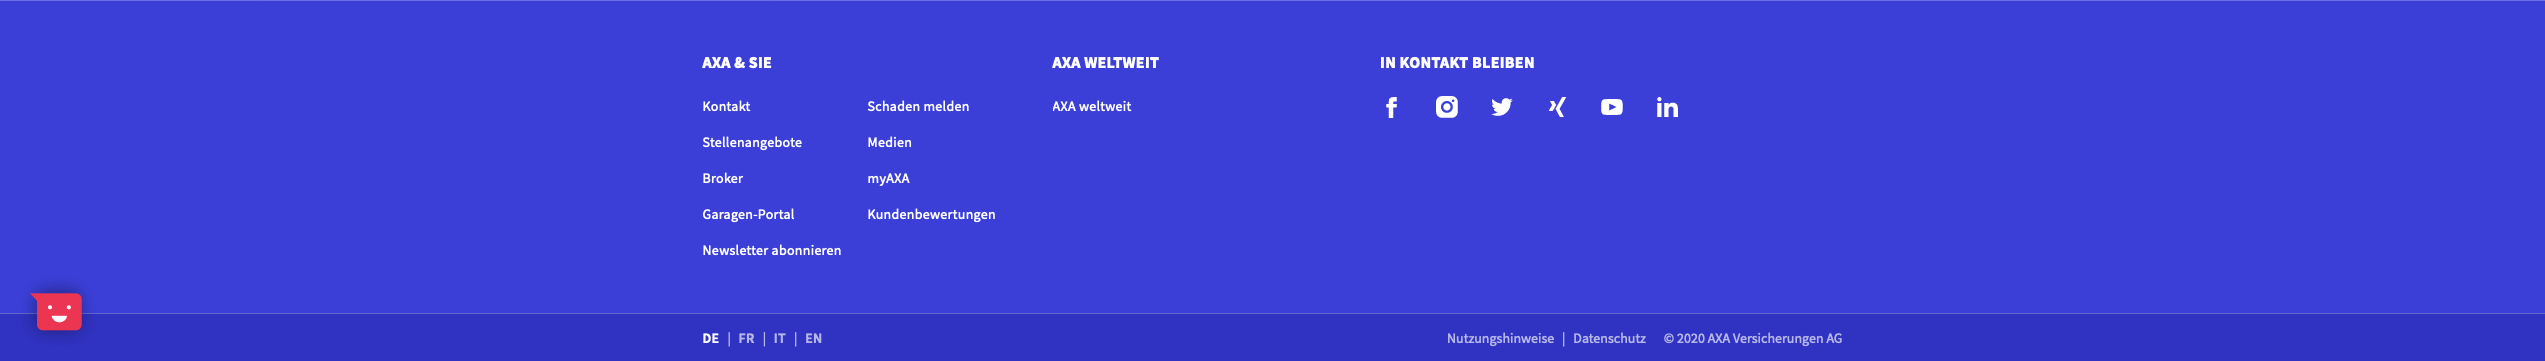 AXA & SIE
Kontakt
Stellenangebote
Broker
Garagen-Portal
Newsletter abonnieren
Schaden melden
Medien
myAXA
Kundenbewertungen
AXA WELTWEIT
AXA weltweit
IN KONTAKT BLEIBEN
DE | FR | IT | EN
Nutzungshinweise | Datenschutz © 2020 AXA Versicherungen AG